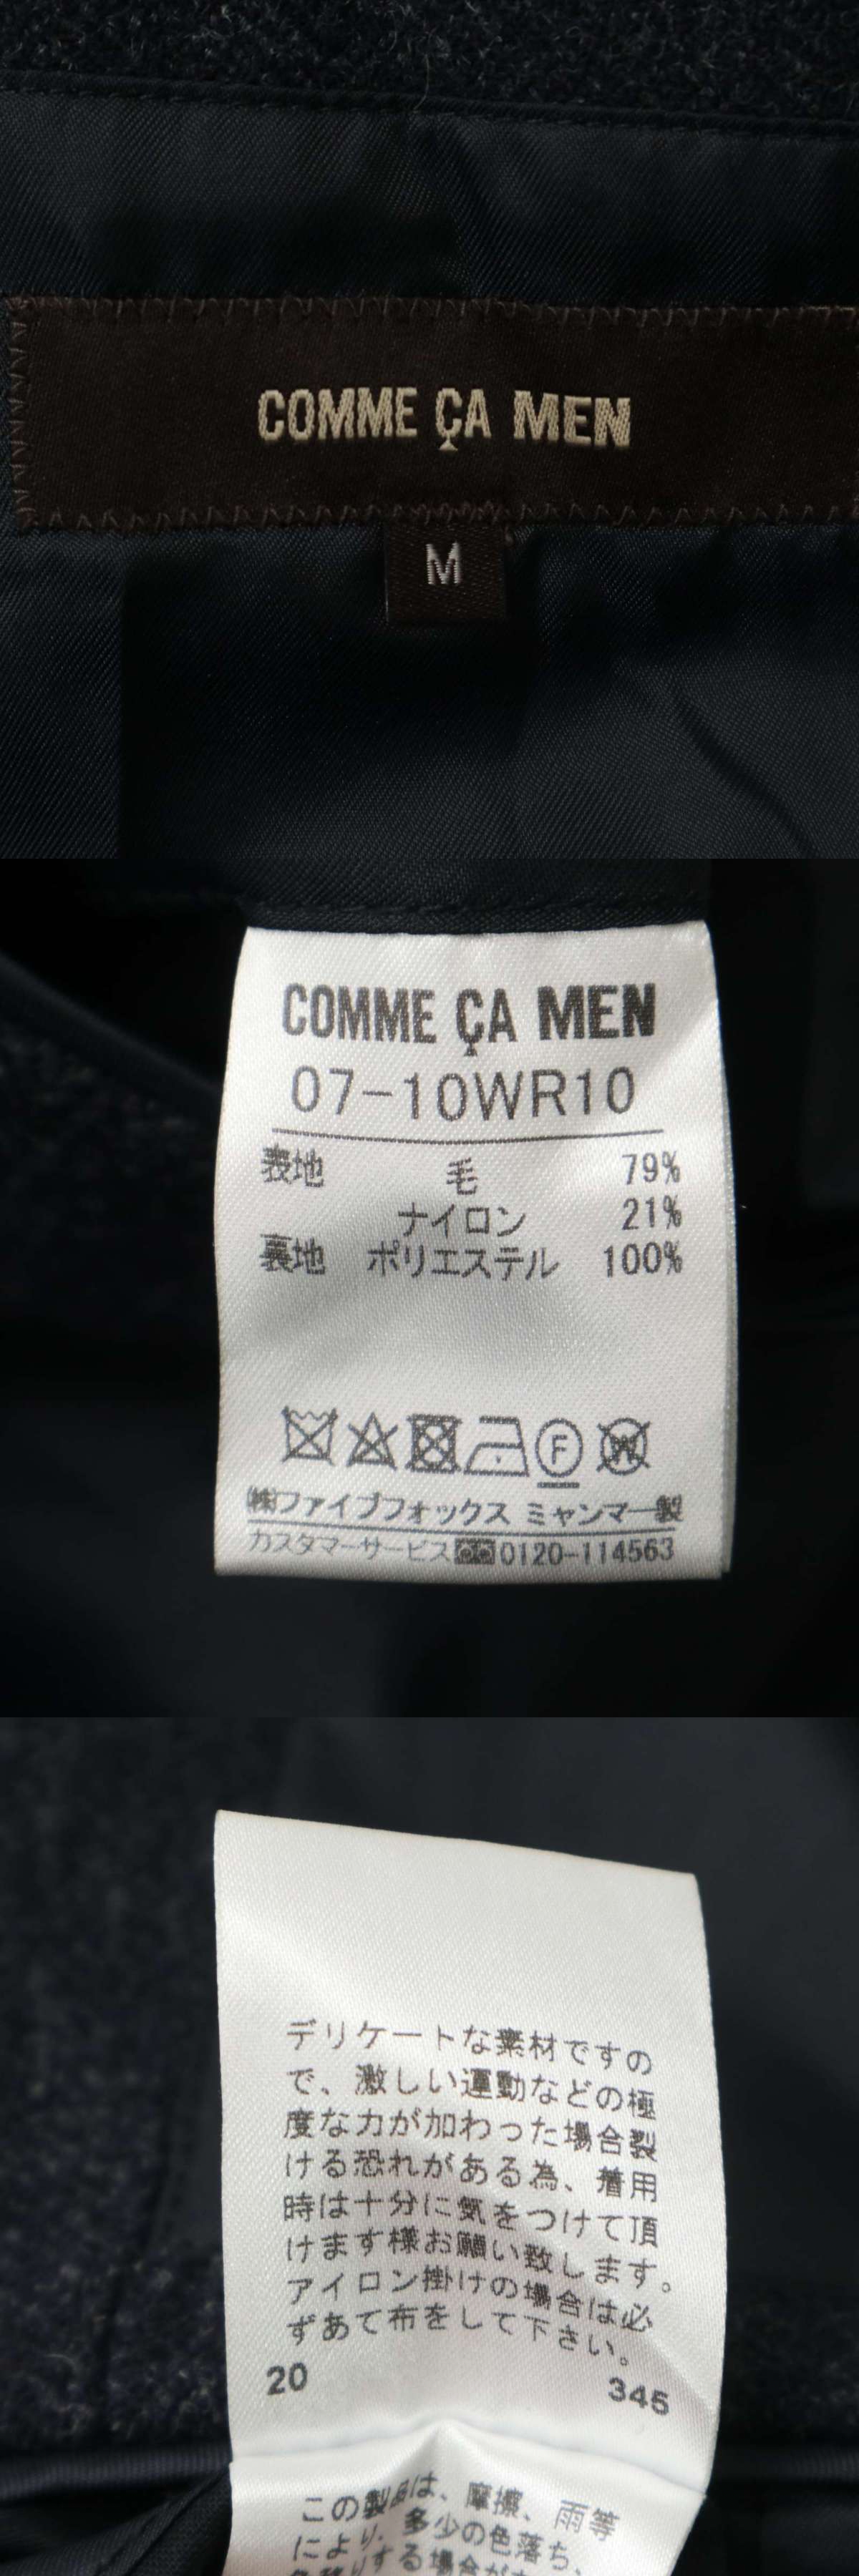 COMME ÇA MEN
M
COMME ÇA MEN
07-10WR10
表地 毛 79%
ナイロン 21%
裏地 ポリエステル 100%
F W
㈱ファイブフォックス ミャンマー製
カスタマーサービス 0120-114563
デリケートな素材ですの
で、激しい運動などの極
度な力が加わった場合裂
ける恐れがある為、着用
時は十分に気をつけて頂
けます様お願い致します。
アイロン掛けの場合は必
ずあて布をして下さい。
20 345
この製品は、摩擦、雨等
により、多少の色落ち、
色移りする場合が